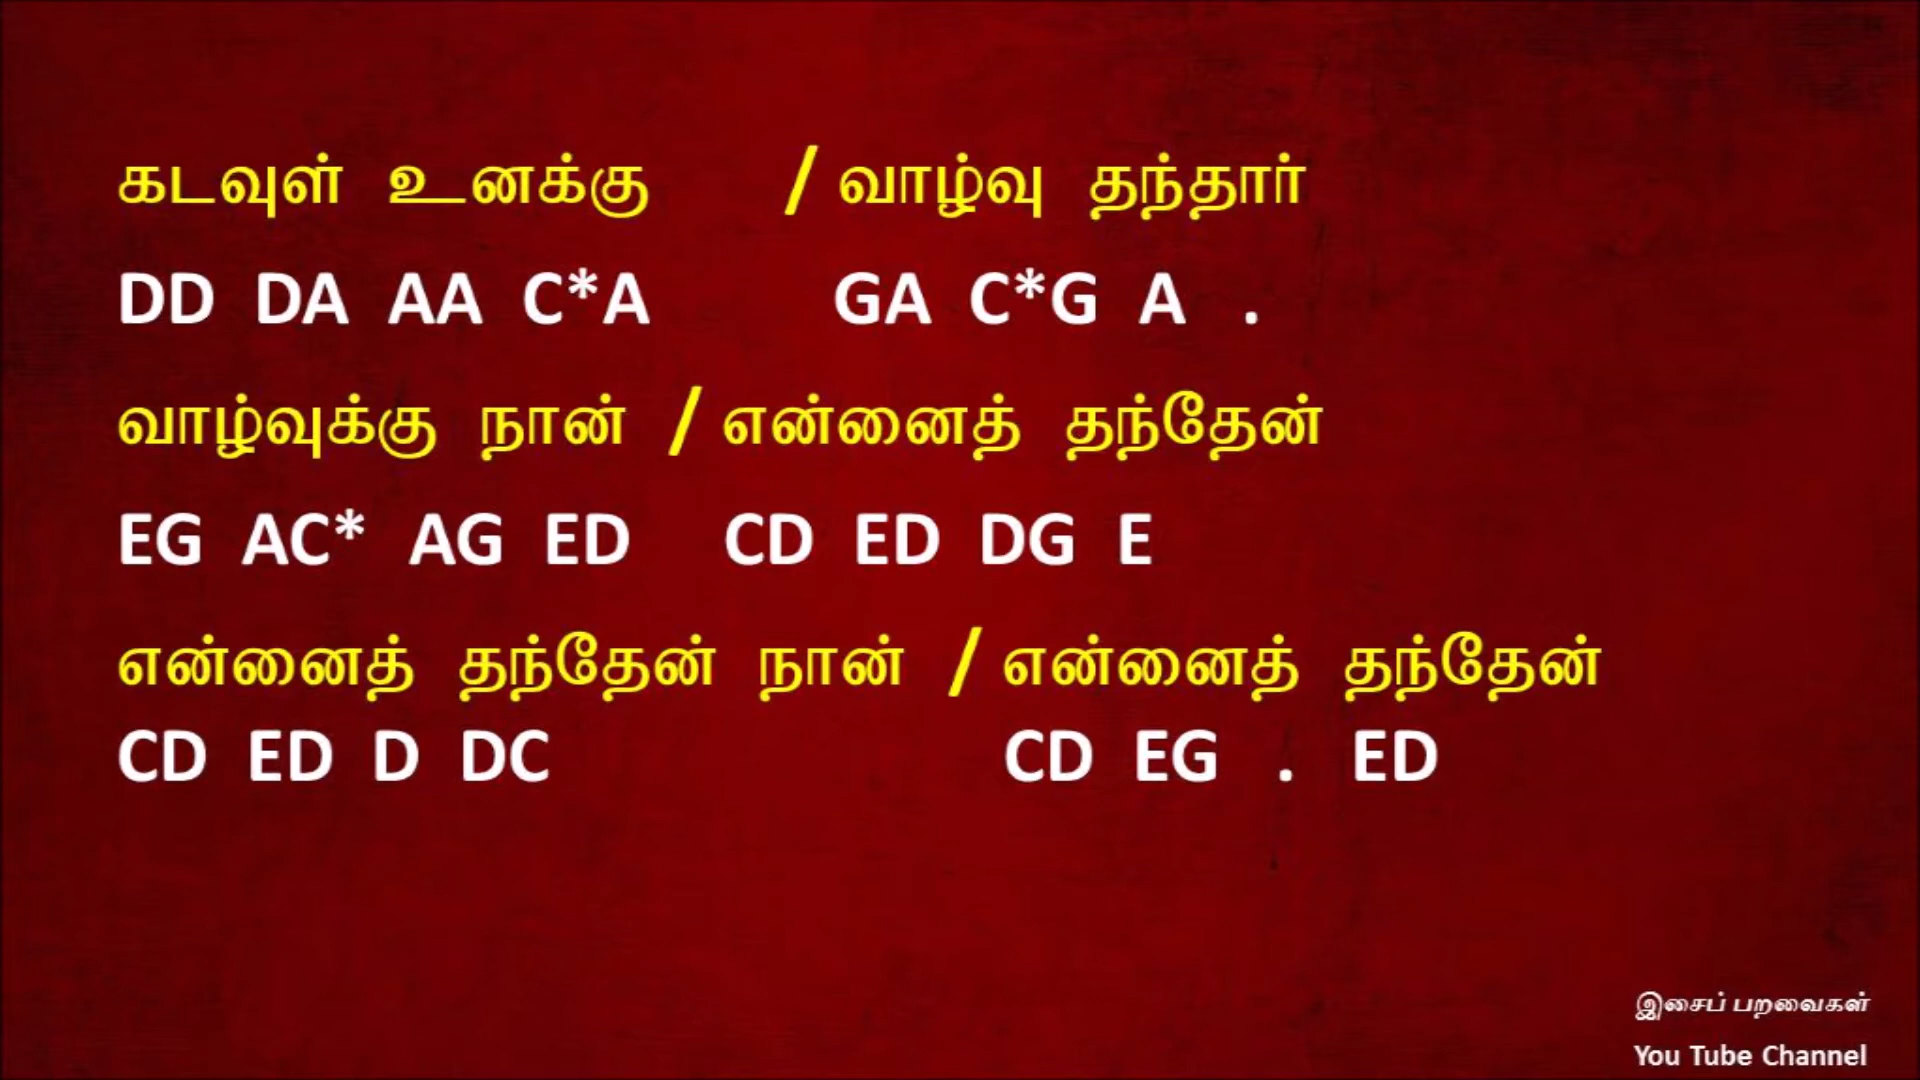 கடவுள் உனக்கு / வாழ்வு தந்தார்
DD DA AA C*A GA C*G A .
வாழ்வுக்கு நான் / என்னைத் தந்தேன்
EG AC* AG ED CD ED DG E
என்னைத் தந்தேன் நான் / என்னைத் தந்தேன்
CD ED D DC CD EG . ED
இசைப் பறவைகள்
You Tube Channel